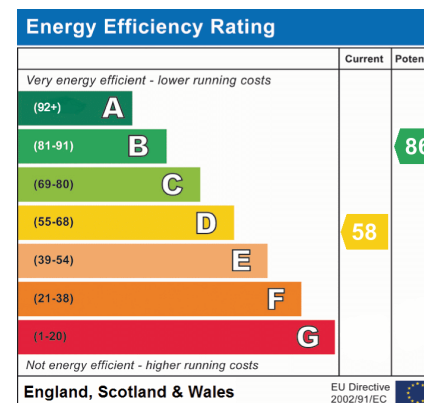 Energy Efficiency Rating
Current Poten
Very energy efficient - lower running costs
(92+) A
(81-91) B 86
(69-80) C
(55-68) D 58
(39-54) E
(21-38) F
(1-20) G
Not energy efficient - higher running costs
England, Scotland & Wales
EU Directive
2002/91/EC